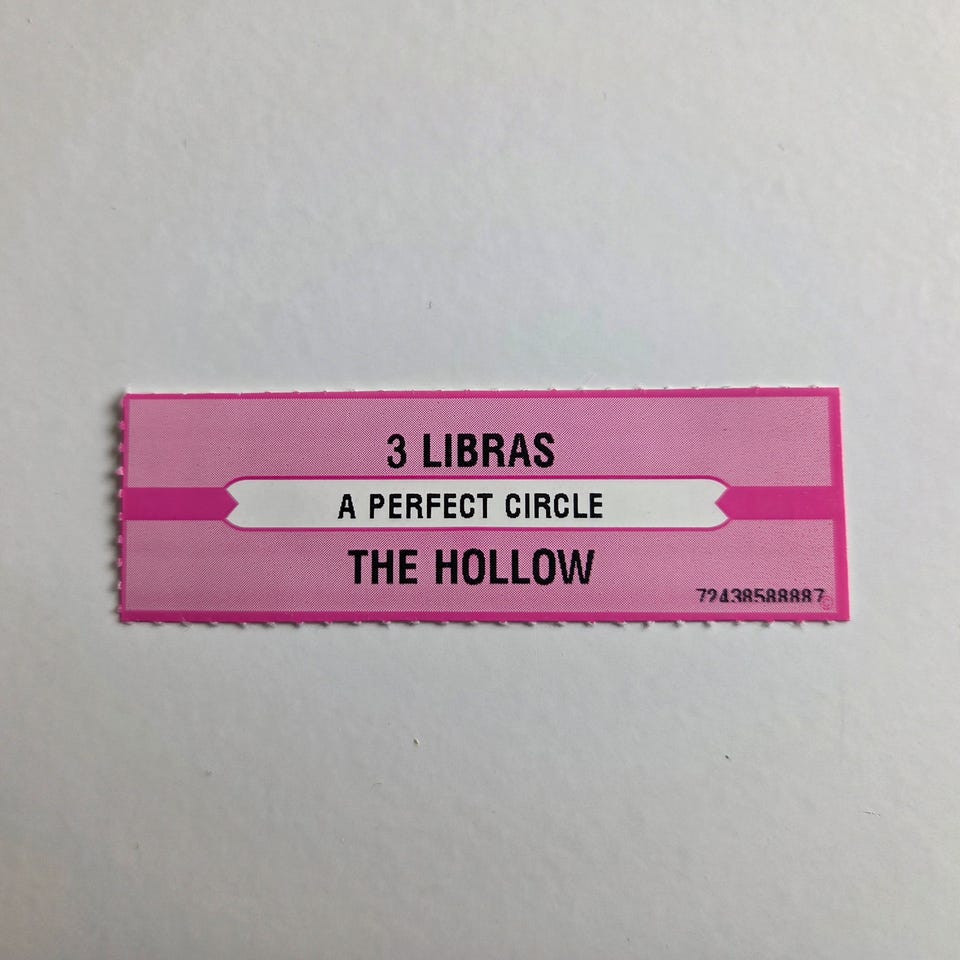 3 LIBRAS
A PERFECT CIRCLE
THE HOLLOW
72438588887